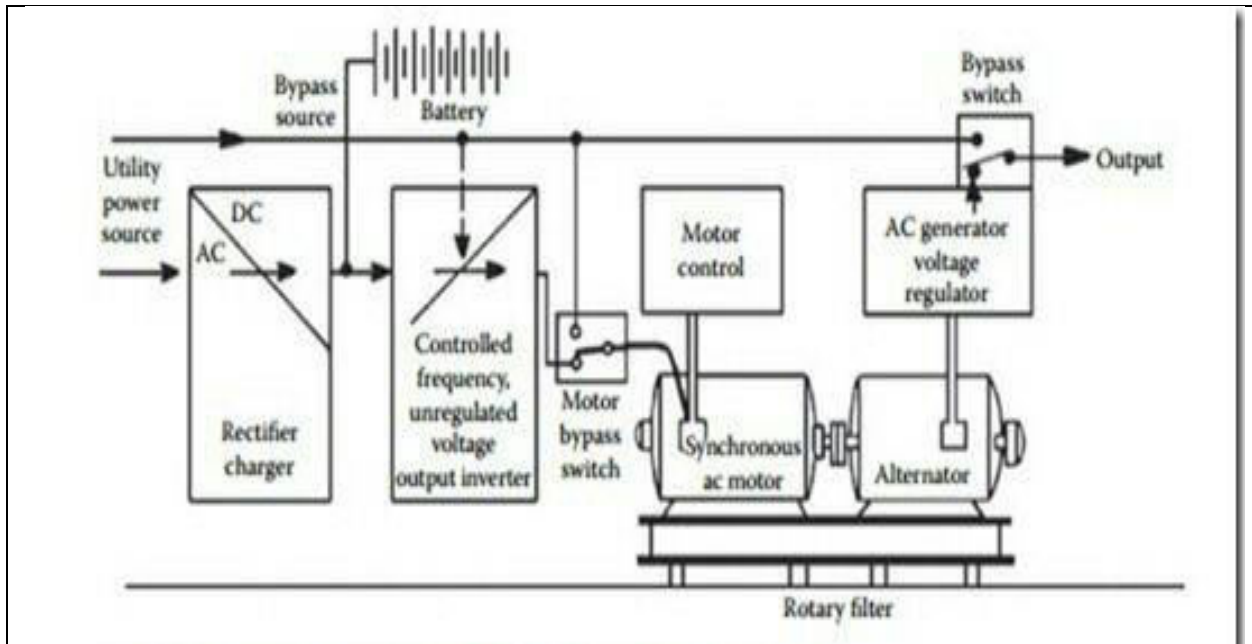 Bypass
source
Battery
Bypass
switch
Output
Utility
power
source
DC
AC
Rectifier
charger
Controlled
frequency,
unregulated
voltage
output inverter
Motor
bypass
switch
Motor
control
AC generator
voltage
regulator
Synchronous
ac motor
Alternator
Rotary filter